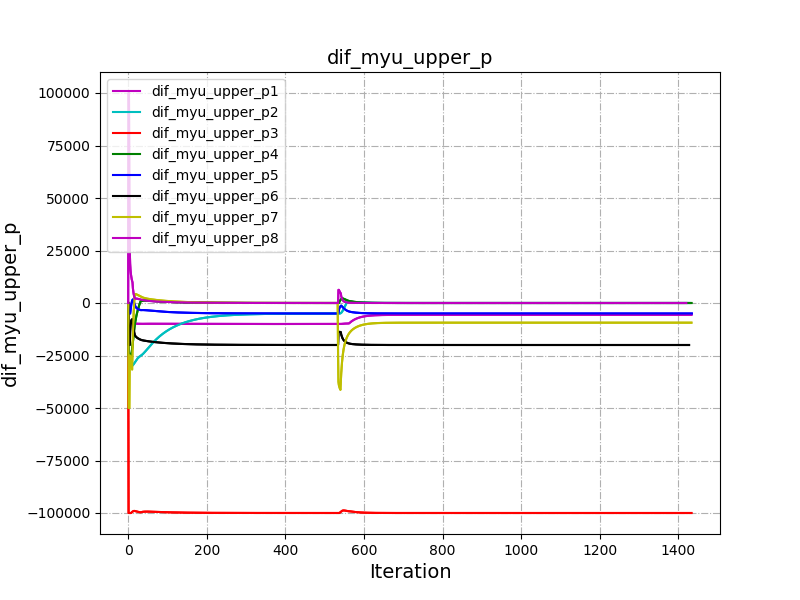 dif_myu_upper_p
100000
75000
50000
25000
0
−25000
−50000
−75000
−100000
dif_myu_upper_p
dif_myu_upper_p1
dif_myu_upper_p2
dif_myu_upper_p3
dif_myu_upper_p4
dif_myu_upper_p5
dif_myu_upper_p6
dif_myu_upper_p7
dif_myu_upper_p8
0 200 400 600 800 1000 1200 1400
Iteration